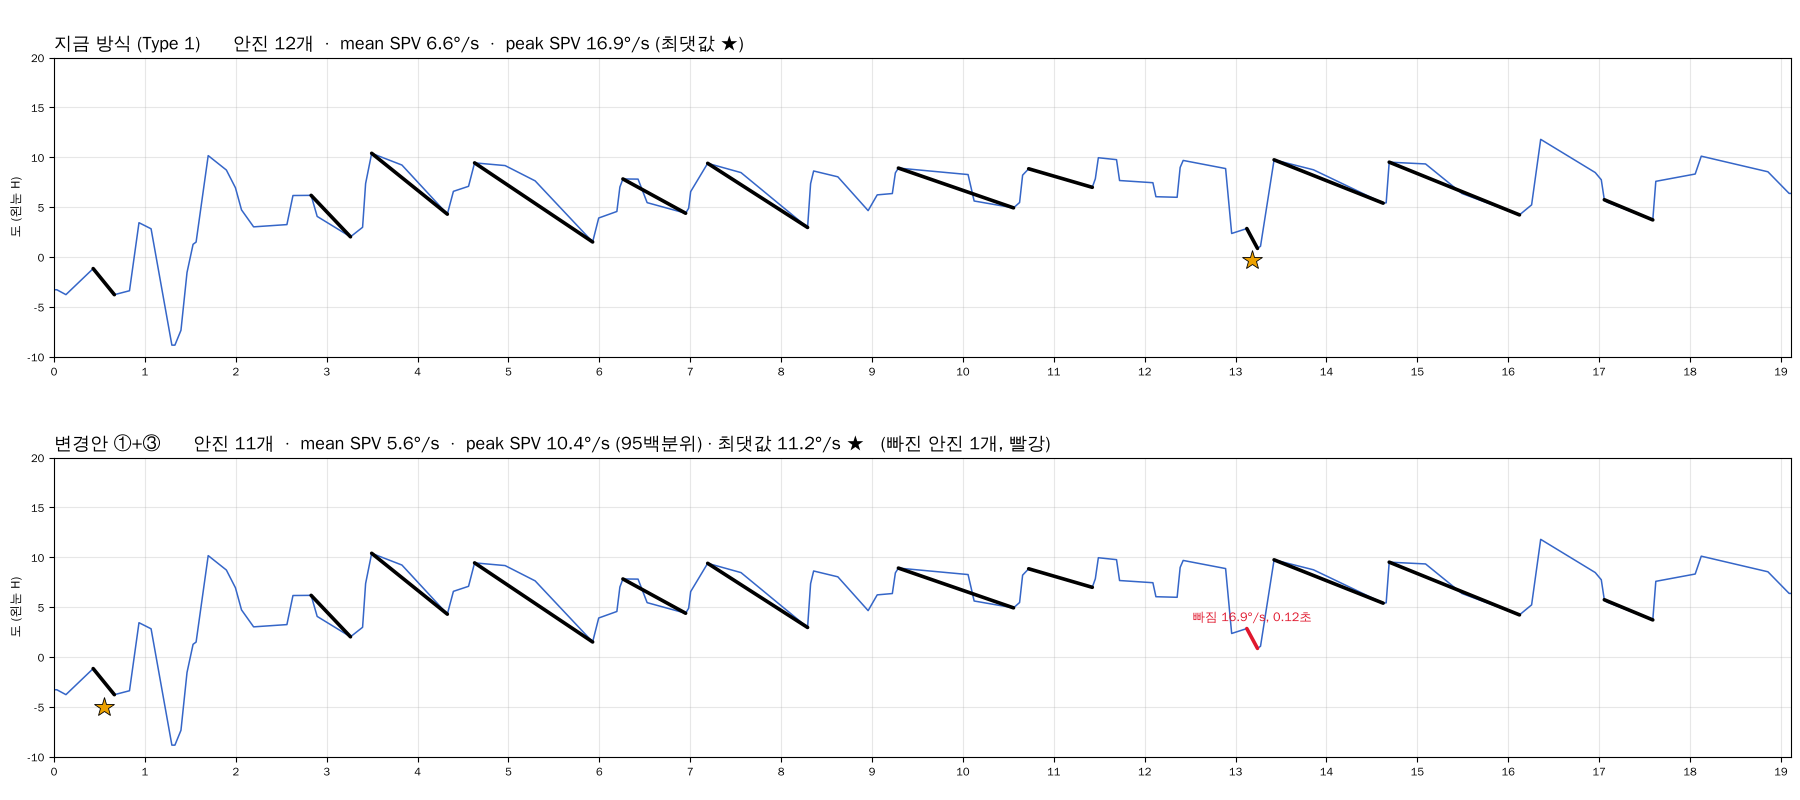 지금 방식 (Type 1) 안진 12개 · mean SPV 6.6°/s · peak SPV 16.9°/s (최댓값 ★)
20
15
10
5
0
-5
-10
도 (왼눈 H)
0 1 2 3 4 5 6 7 8 9 10 11 12 13 14 15 16 17 18 19
변경안 ①+③ 안진 11개 · mean SPV 5.6°/s · peak SPV 10.4°/s (95백분위) · 최댓값 11.2°/s ★ (빠진 안진 1개, 빨강)
20
15
10
5
0
-5
-10
도 (왼눈 H)
빠짐 16.9°/s, 0.12초
0 1 2 3 4 5 6 7 8 9 10 11 12 13 14 15 16 17 18 19